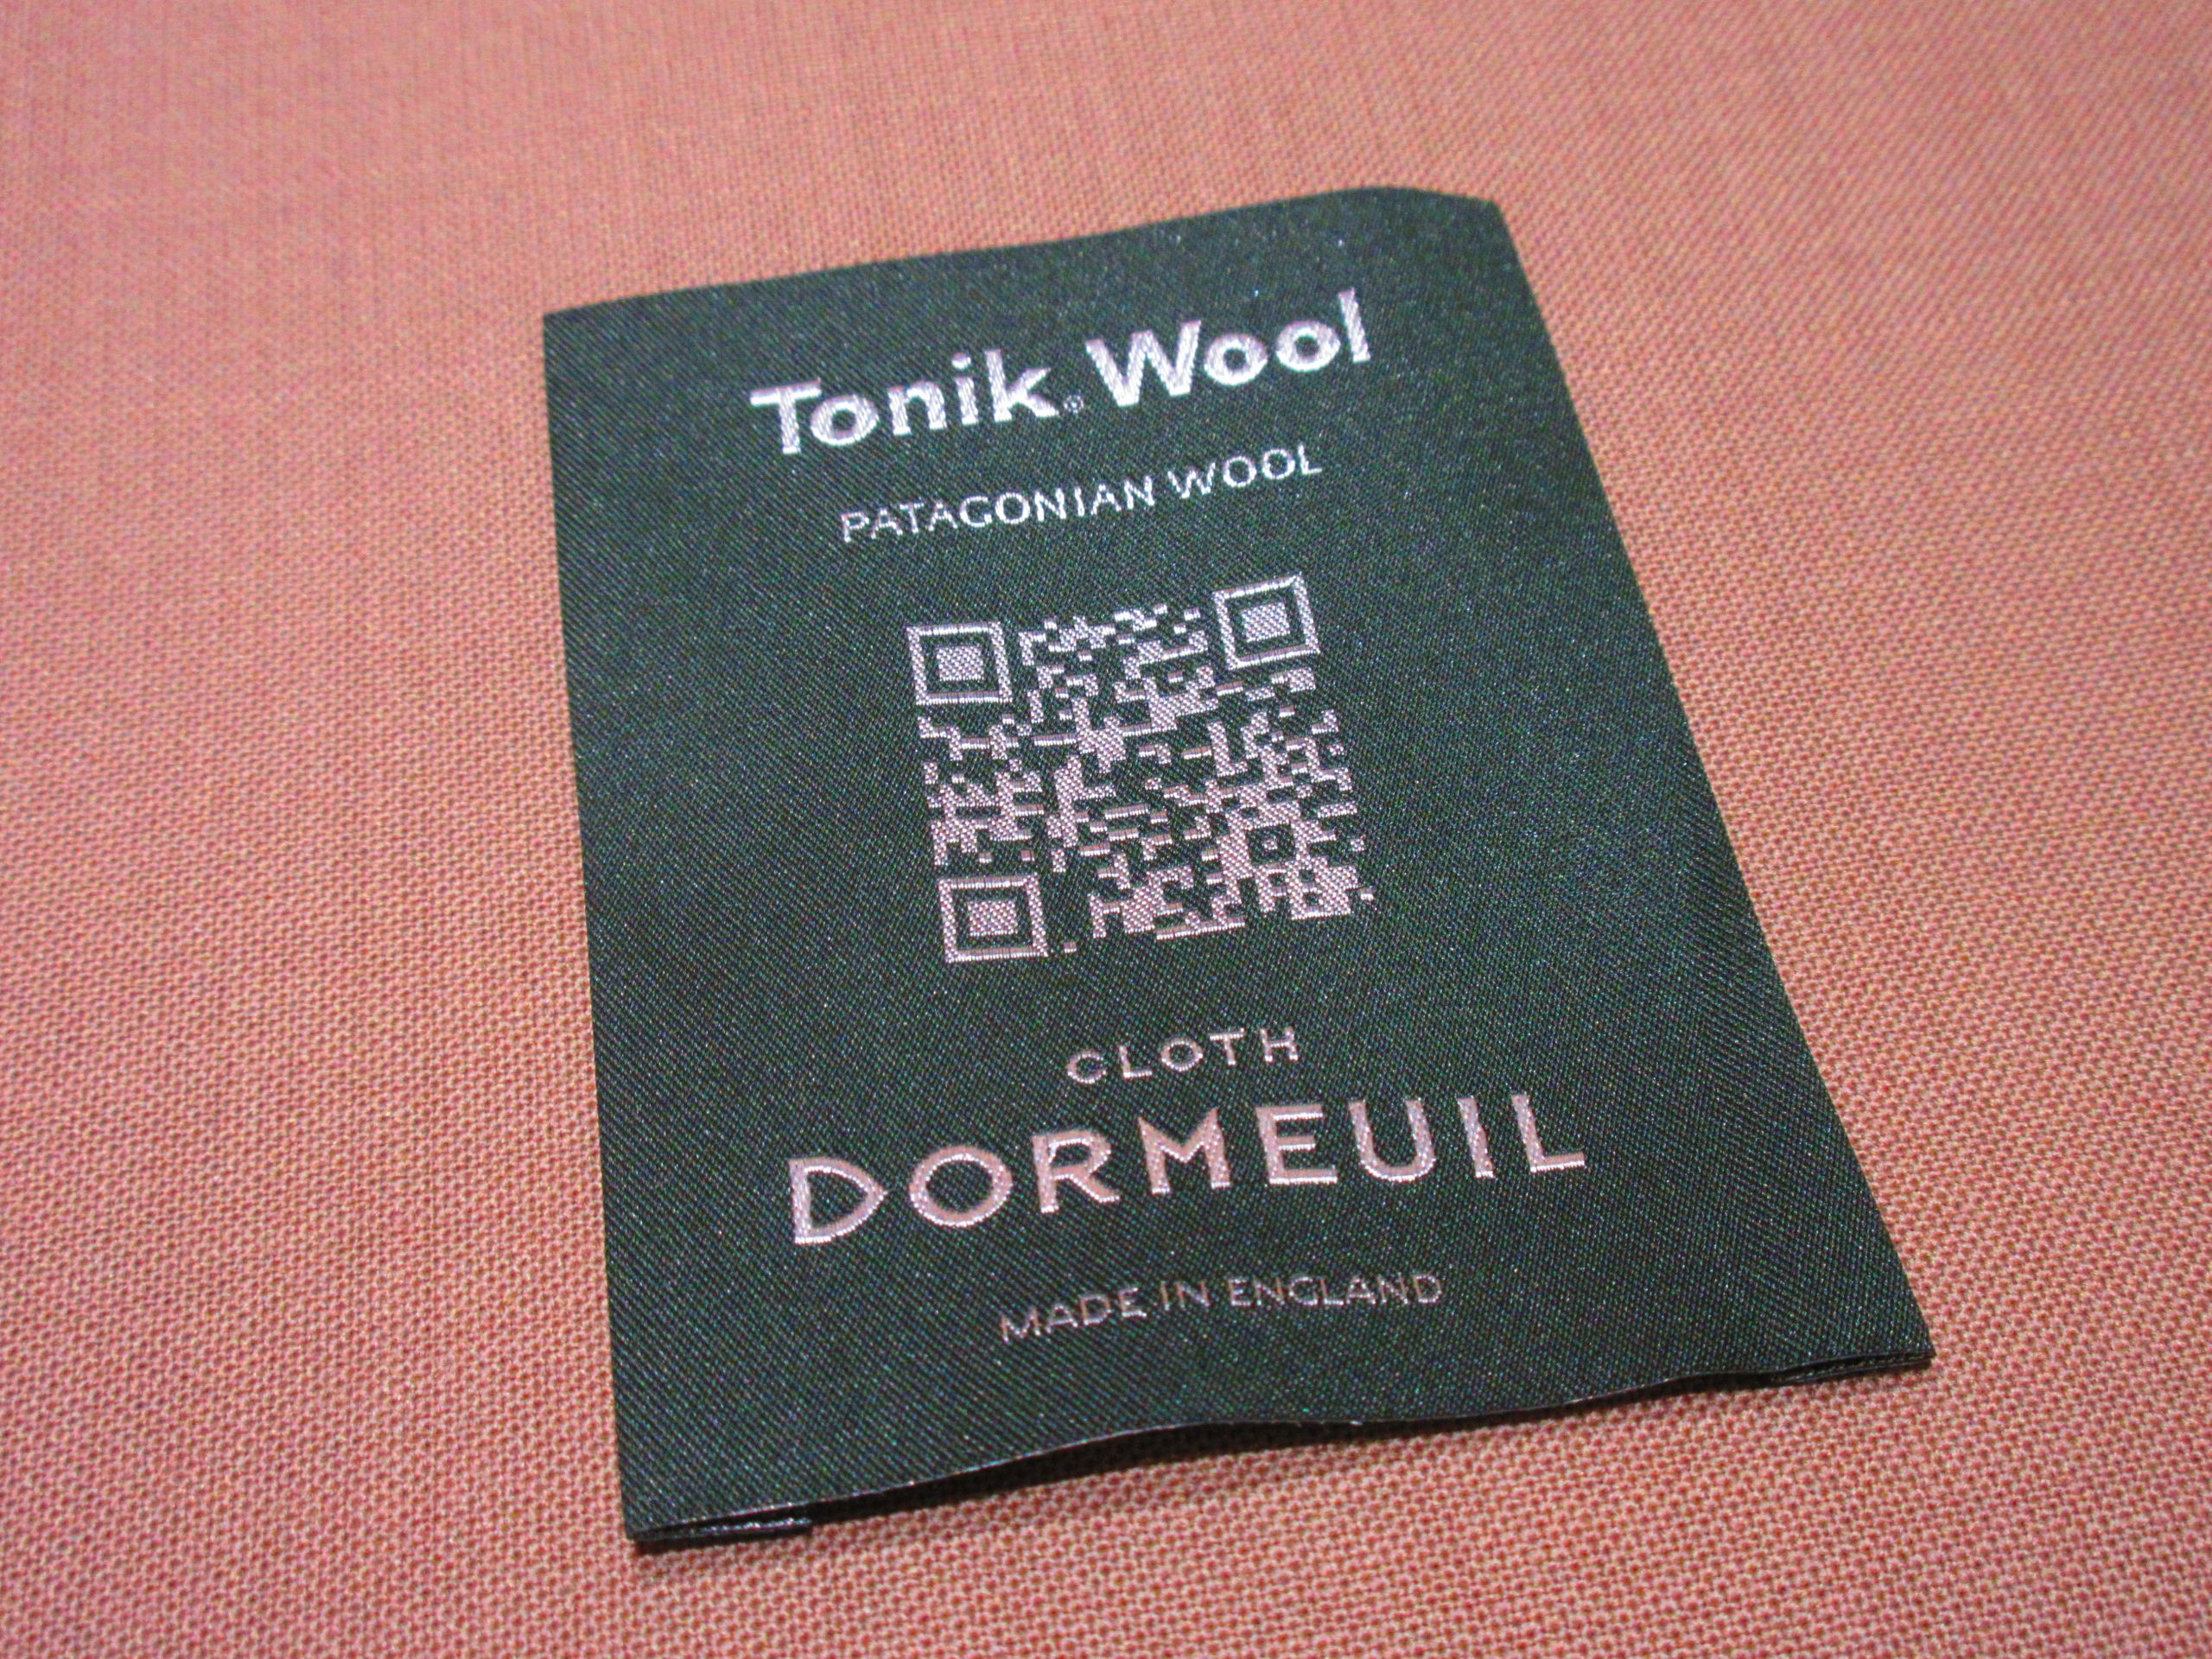 Tonik® Wool
PATAGONIAN WOOL
CLOTH
DORMEUIL
MADE IN ENGLAND